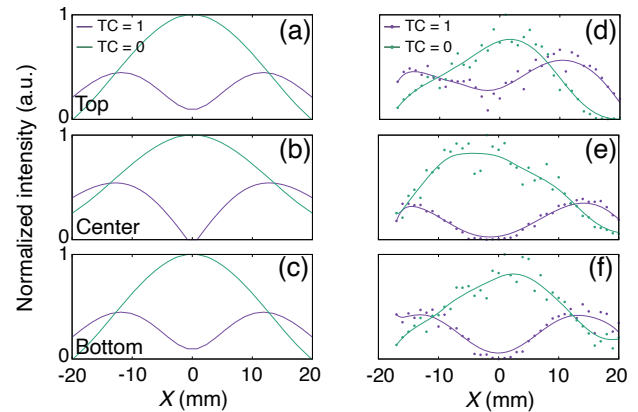 Normalized intensity (a.u.)
1
TC = 1
TC = 0
(a)
Top
0
TC = 1
TC = 0
(d)
1
(b)
Center
0
(e)
1
(c)
Bottom
0
(f)
-20 -10 0 10 20
X (mm)
-20 -10 0 10 20
X (mm)